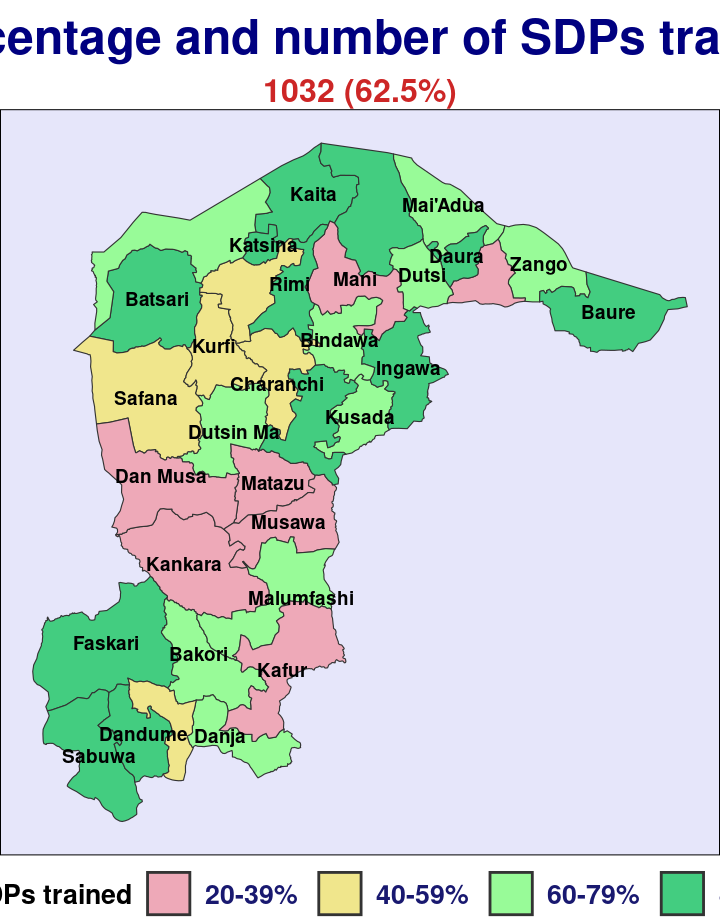 centage and number of SDPs tra
1032 (62.5%)
Kaita
Mai'Adua
Katsina
Daura
Zango
Rimi
Mani
Dutsi
Batsari
Baure
Kurfi
Bindawa
Ingawa
Charanchi
Safana
Kusada
Dutsin Ma
Dan Musa
Matazu
Musawa
Kankara
Malumfashi
Faskari
Bakori
Kafur
Dandume
Danja
Sabuwa
DPs trained 20-39% 40-59% 60-79%